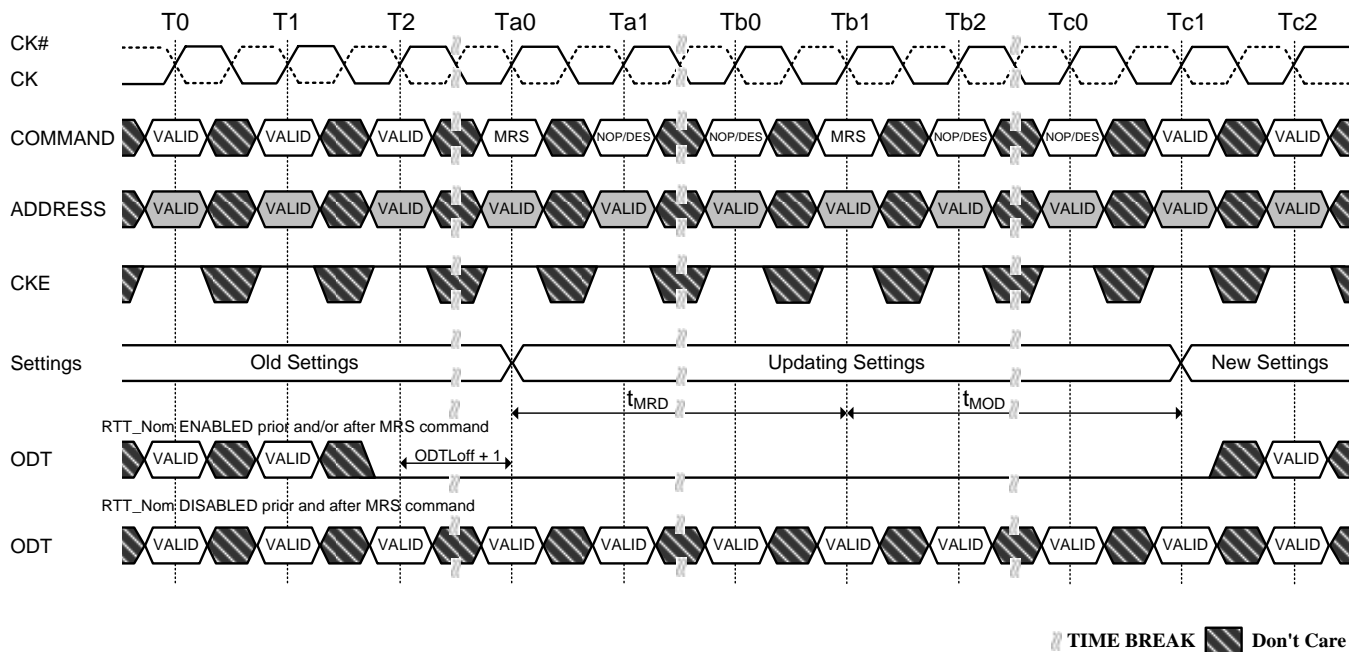 T0 T1 T2 Ta0 Ta1 Tb0 Tb1 Tb2 Tc0 Tc1 Tc2
CK#
CK
COMMAND VALID VALID VALID MRS NOP/DES NOP/DES MRS NOP/DES NOP/DES VALID VALID
ADDRESS VALID VALID VALID VALID VALID VALID VALID VALID VALID VALID VALID
CKE
Settings Old Settings Updating Settings New Settings
tMRD tMOD
RTT_Nom ENABLED prior and/or after MRS command
ODT VALID VALID ODTLoff + 1 VALID
RTT_Nom DISABLED prior and after MRS command
ODT VALID VALID VALID VALID VALID VALID VALID VALID VALID VALID VALID
TIME BREAK Don't Care